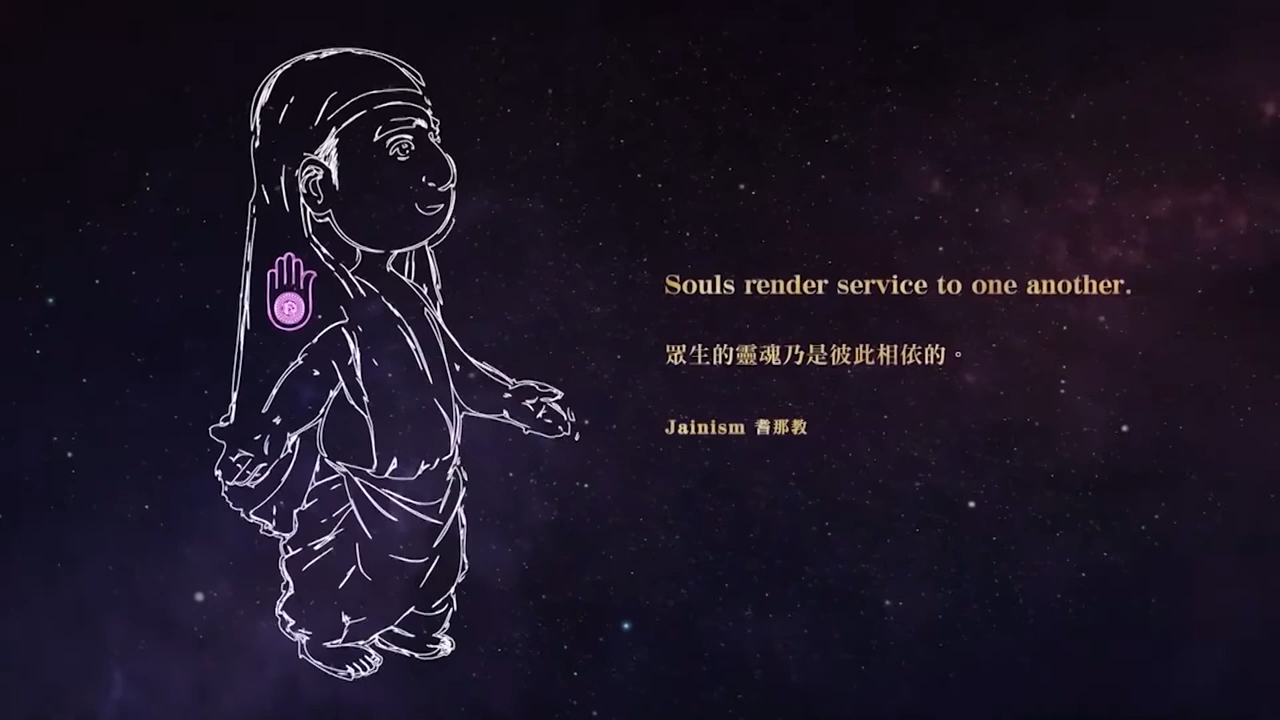 Souls render service to one another.
眾生的靈魂乃是彼此相依的。
Jainism 耆那教